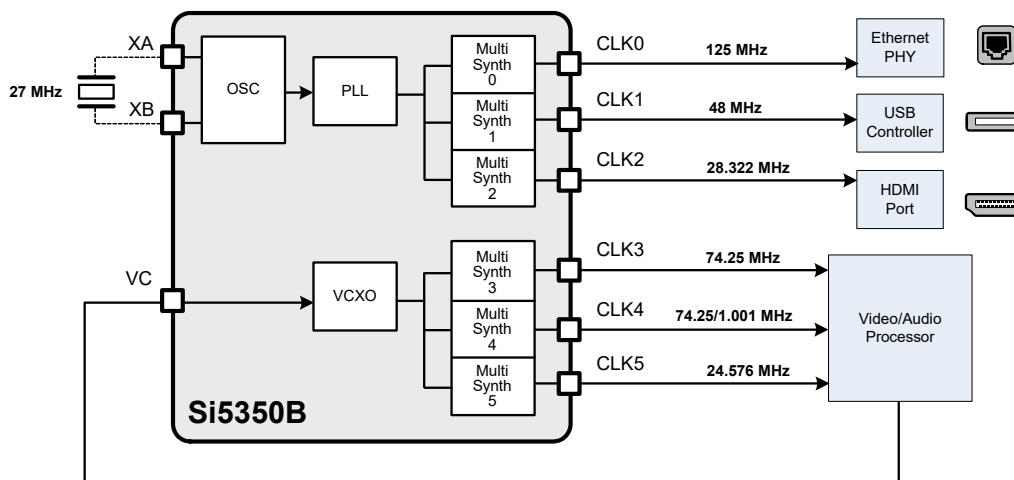 XA
27 MHz
XB
OSC
PLL
Multi
Synth
0
Multi
Synth
1
Multi
Synth
2
CLK0
125 MHz
Ethernet
PHY
CLK1
48 MHz
USB
Controller
CLK2
28.322 MHz
HDMI
Port
VC
VCXO
Multi
Synth
3
Multi
Synth
4
Multi
Synth
5
CLK3
74.25 MHz
CLK4
74.25/1.001 MHz
CLK5
24.576 MHz
Video/Audio
Processor
Si5350B